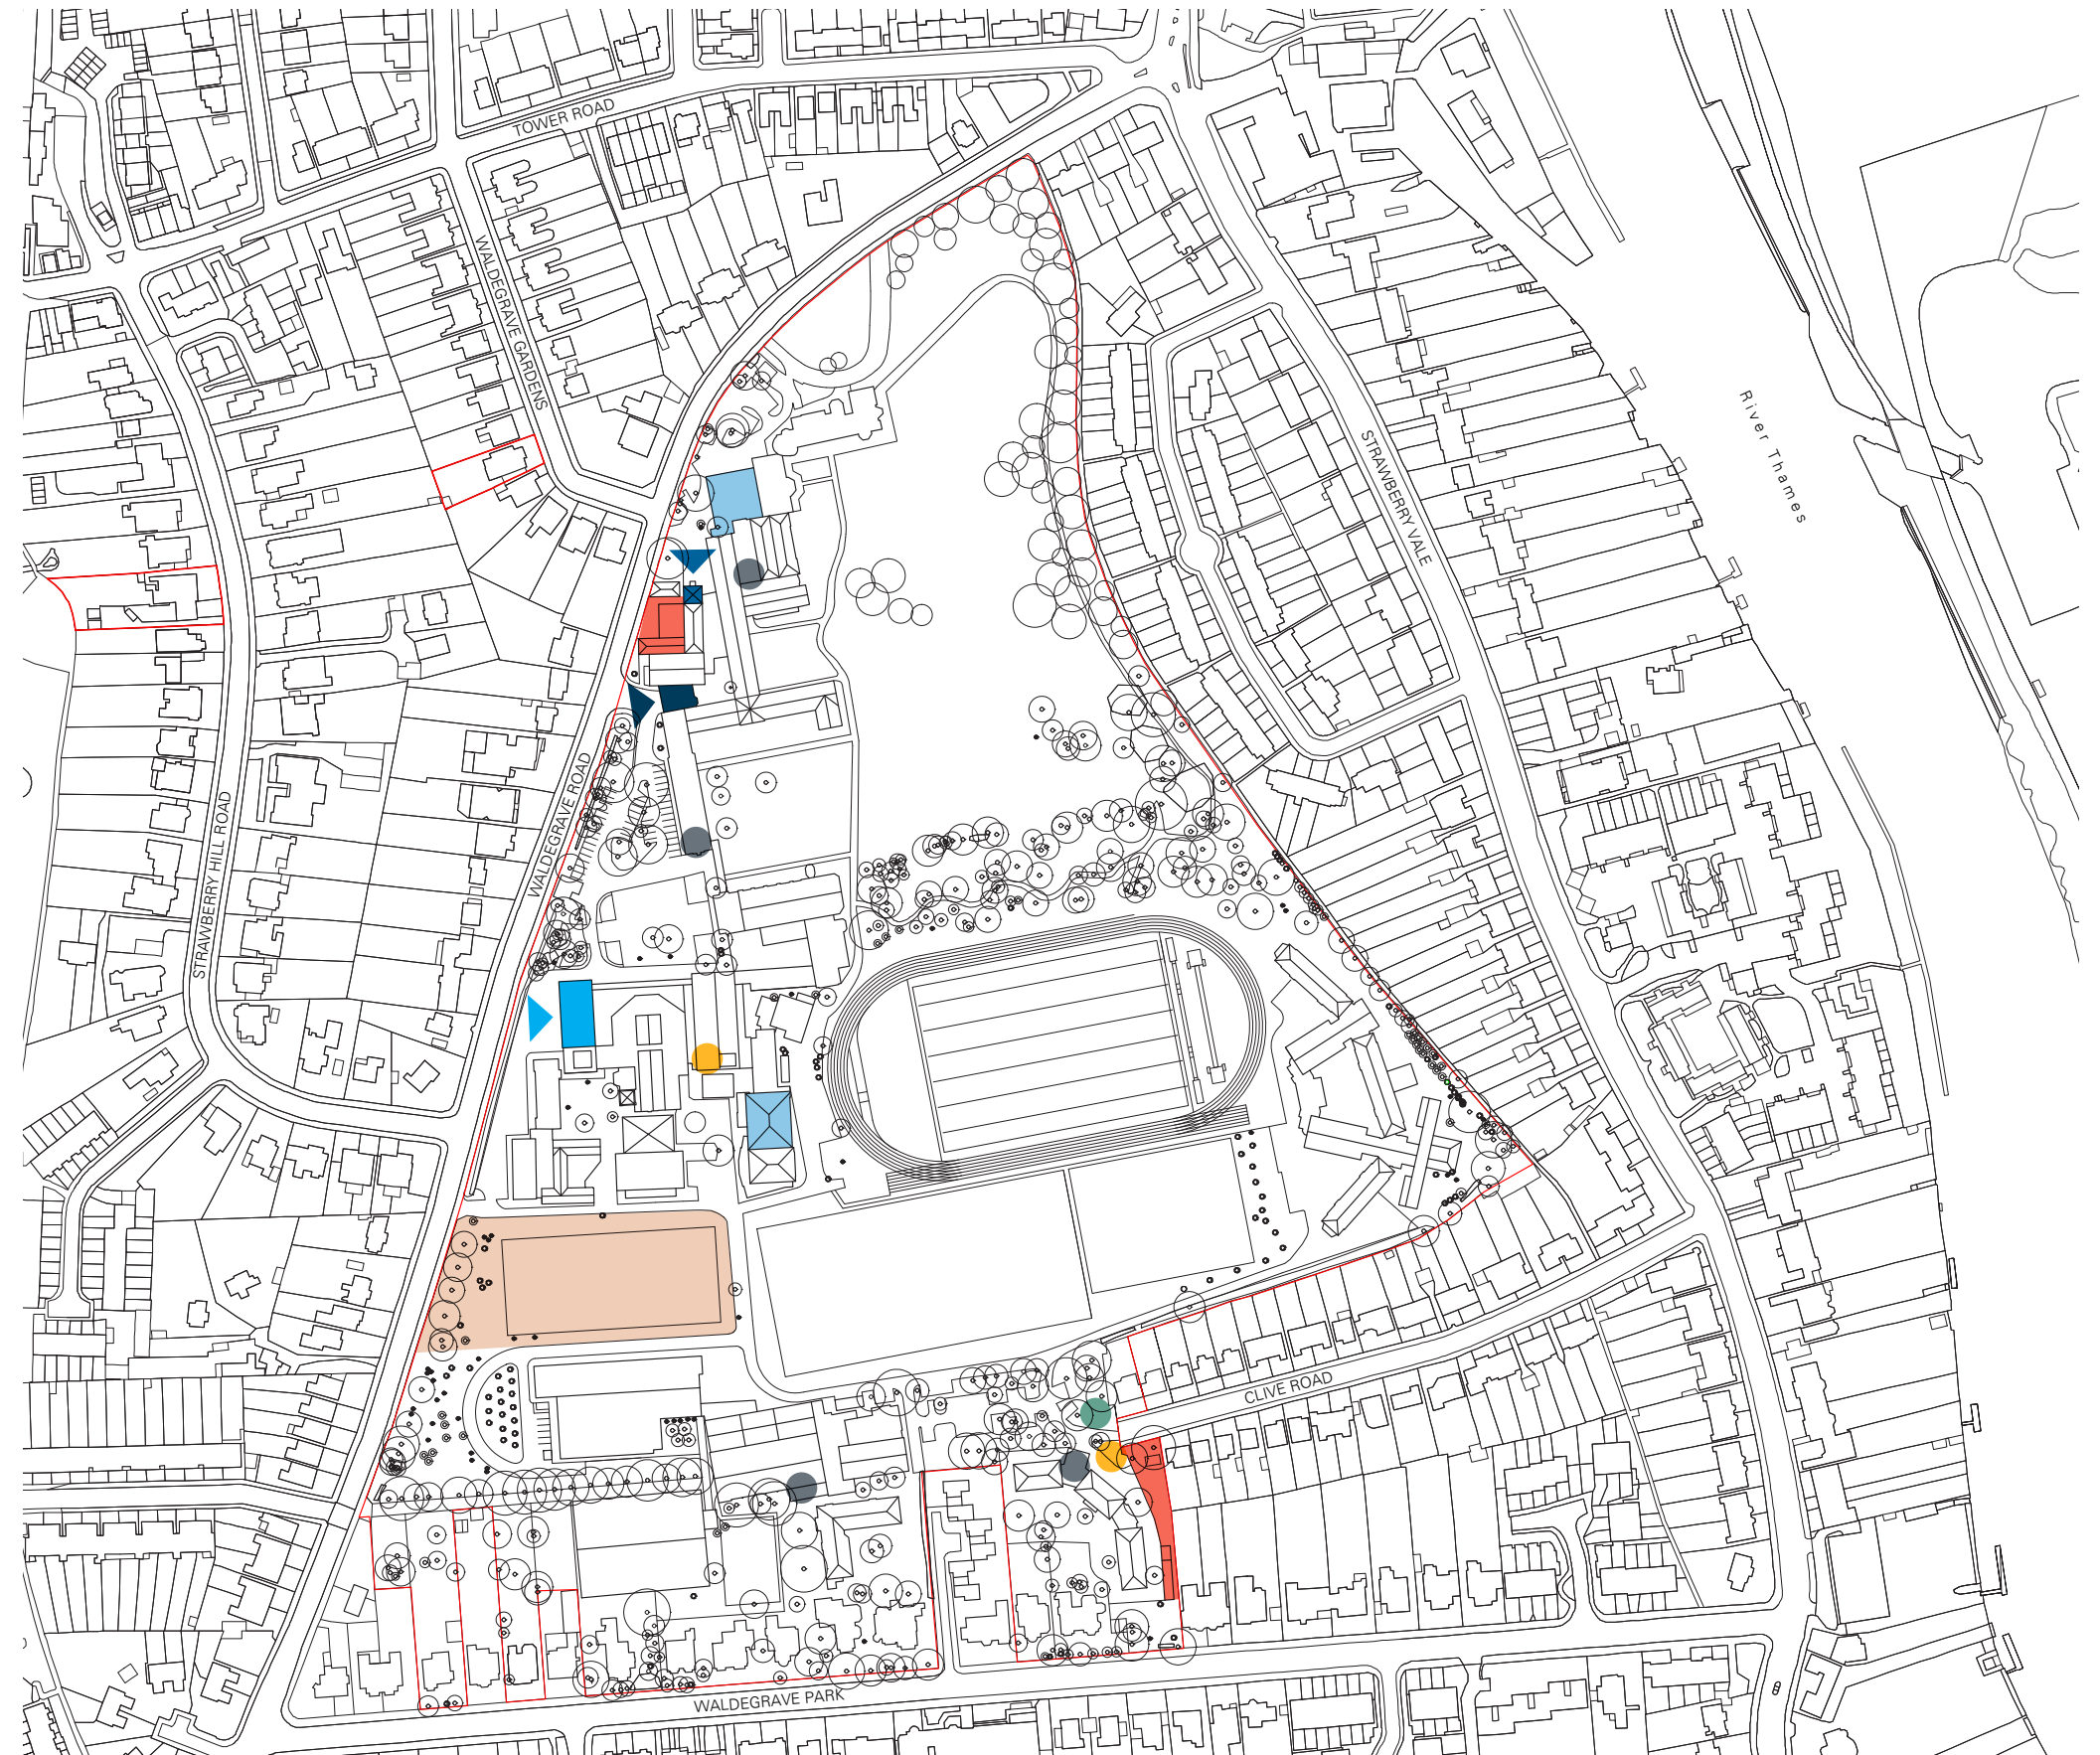 TOWER ROAD
WALDEGRAVE GARDENS
River Thames
STRAWBERRY VALE
WALDEGRAVE ROAD
STRAWBERRY HILL ROAD
CLIVE ROAD
WALDEGRAVE PARK